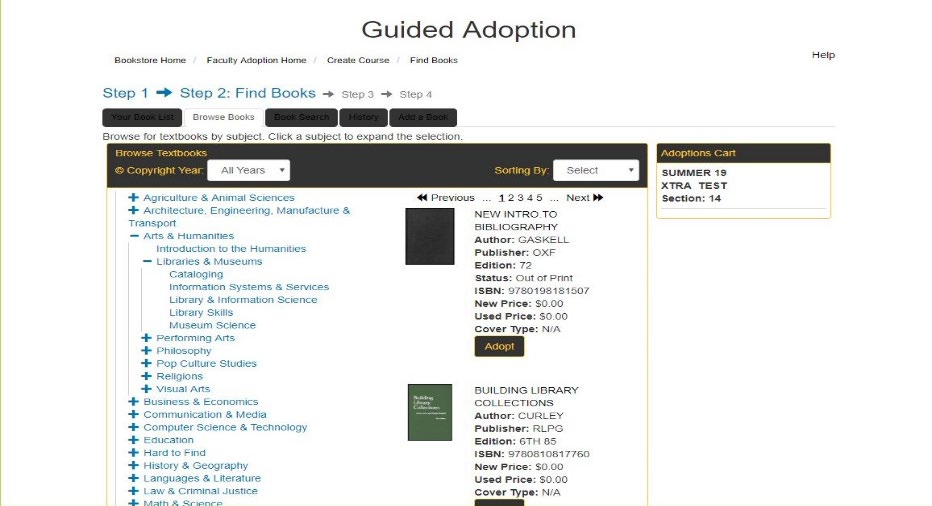 Guided Adoption
Bookstore Home / Faculty Adoption Home / Create Course / Find Books
Help
Step 1 ➔ Step 2: Find Books ➔ Step 3 ➔ Step 4
Your Book List
Browse Books
Book Search
History
Add a Book
Browse for textbooks by subject. Click a subject to expand the selection.
Browse Textbooks
© Copyright Year: All Years
Sorting By: Select
Agriculture & Animal Sciences
Architecture, Engineering, Manufacture &
Transport
Arts & Humanities
Introduction to the Humanities
Libraries & Museums
Cataloging
Information Systems & Services
Library & Information Science
Library Skills
Museum Science
Performing Arts
Philosophy
Pop Culture Studies
Religions
Visual Arts
Business & Economics
Communication & Media
Computer Science & Technology
Education
Hard to Find
History & Geography
Languages & Literature
Law & Criminal Justice
Math & Science
Previous ... 1 2 3 4 5 ... Next
NEW INTRO.TO
BIBLIOGRAPHY
Author: GASKELL
Publisher: OXF
Edition: 72
Status: Out of Print
ISBN: 9780198181507
New Price: $0.00
Used Price: $0.00
Cover Type: N/A
Adopt
Building
Library
Collections
BUILDING LIBRARY
COLLECTIONS
Author: CURLEY
Publisher: RLPG
Edition: 6TH 85
ISBN: 9780810817760
New Price: $0.00
Used Price: $0.00
Cover Type: N/A
Adoptions Cart
SUMMER 19
XTRA TEST
Section: 14